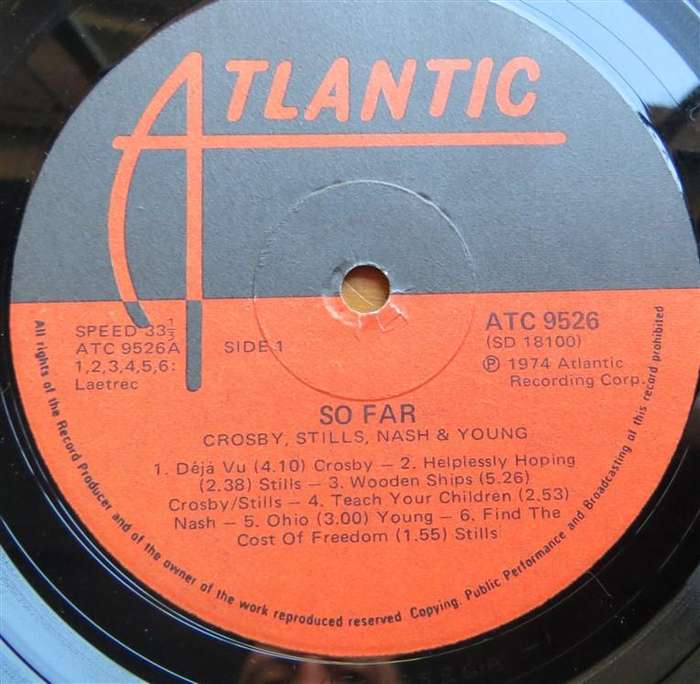 ATLANTIC
SPEED 33⅓
ATC 9526A
SIDE 1
1,2,3,4,5,6:
Laetrec
ATC 9526
(SD 18100)
Ⓟ 1974 Atlantic
Recording Corp.
SO FAR
CROSBY, STILLS, NASH & YOUNG
1. Déjá Vu (4.10) Crosby – 2. Helplessly Hoping
(2.38) Stills – 3. Wooden Ships (5.26)
Crosby/Stills – 4. Teach Your Children (2.53)
Nash – 5. Ohio (3.00) Young – 6. Find The
Cost Of Freedom (1.55) Stills
All rights of the Record Producer and of the owner of the work reproduced reserved. Copying, Public Performance and Broadcasting of this record prohibited